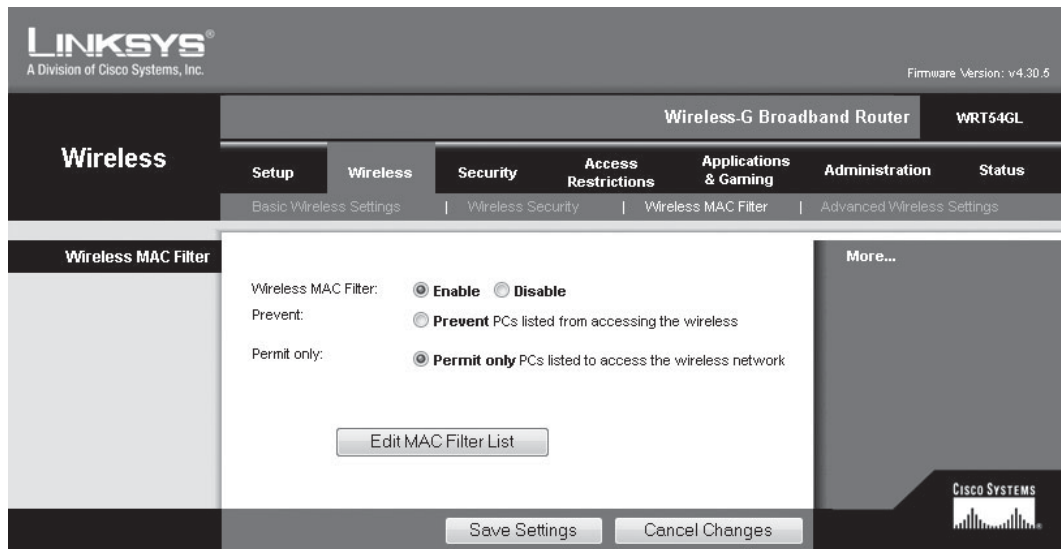 LINKSYS®
A Division of Cisco Systems, Inc.
Firmware Version: v4.30.5
Wireless-G Broadband Router
WRT54GL
Wireless
Setup
Wireless
Security
Access Restrictions
Applications & Gaming
Administration
Status
Basic Wireless Settings | Wireless Security | Wireless MAC Filter | Advanced Wireless Settings
Wireless MAC Filter
More...
Wireless MAC Filter: Enable Disable
Prevent: Prevent PCs listed from accessing the wireless
Permit only: Permit only PCs listed to access the wireless network
Edit MAC Filter List
CISCO SYSTEMS
Save Settings
Cancel Changes